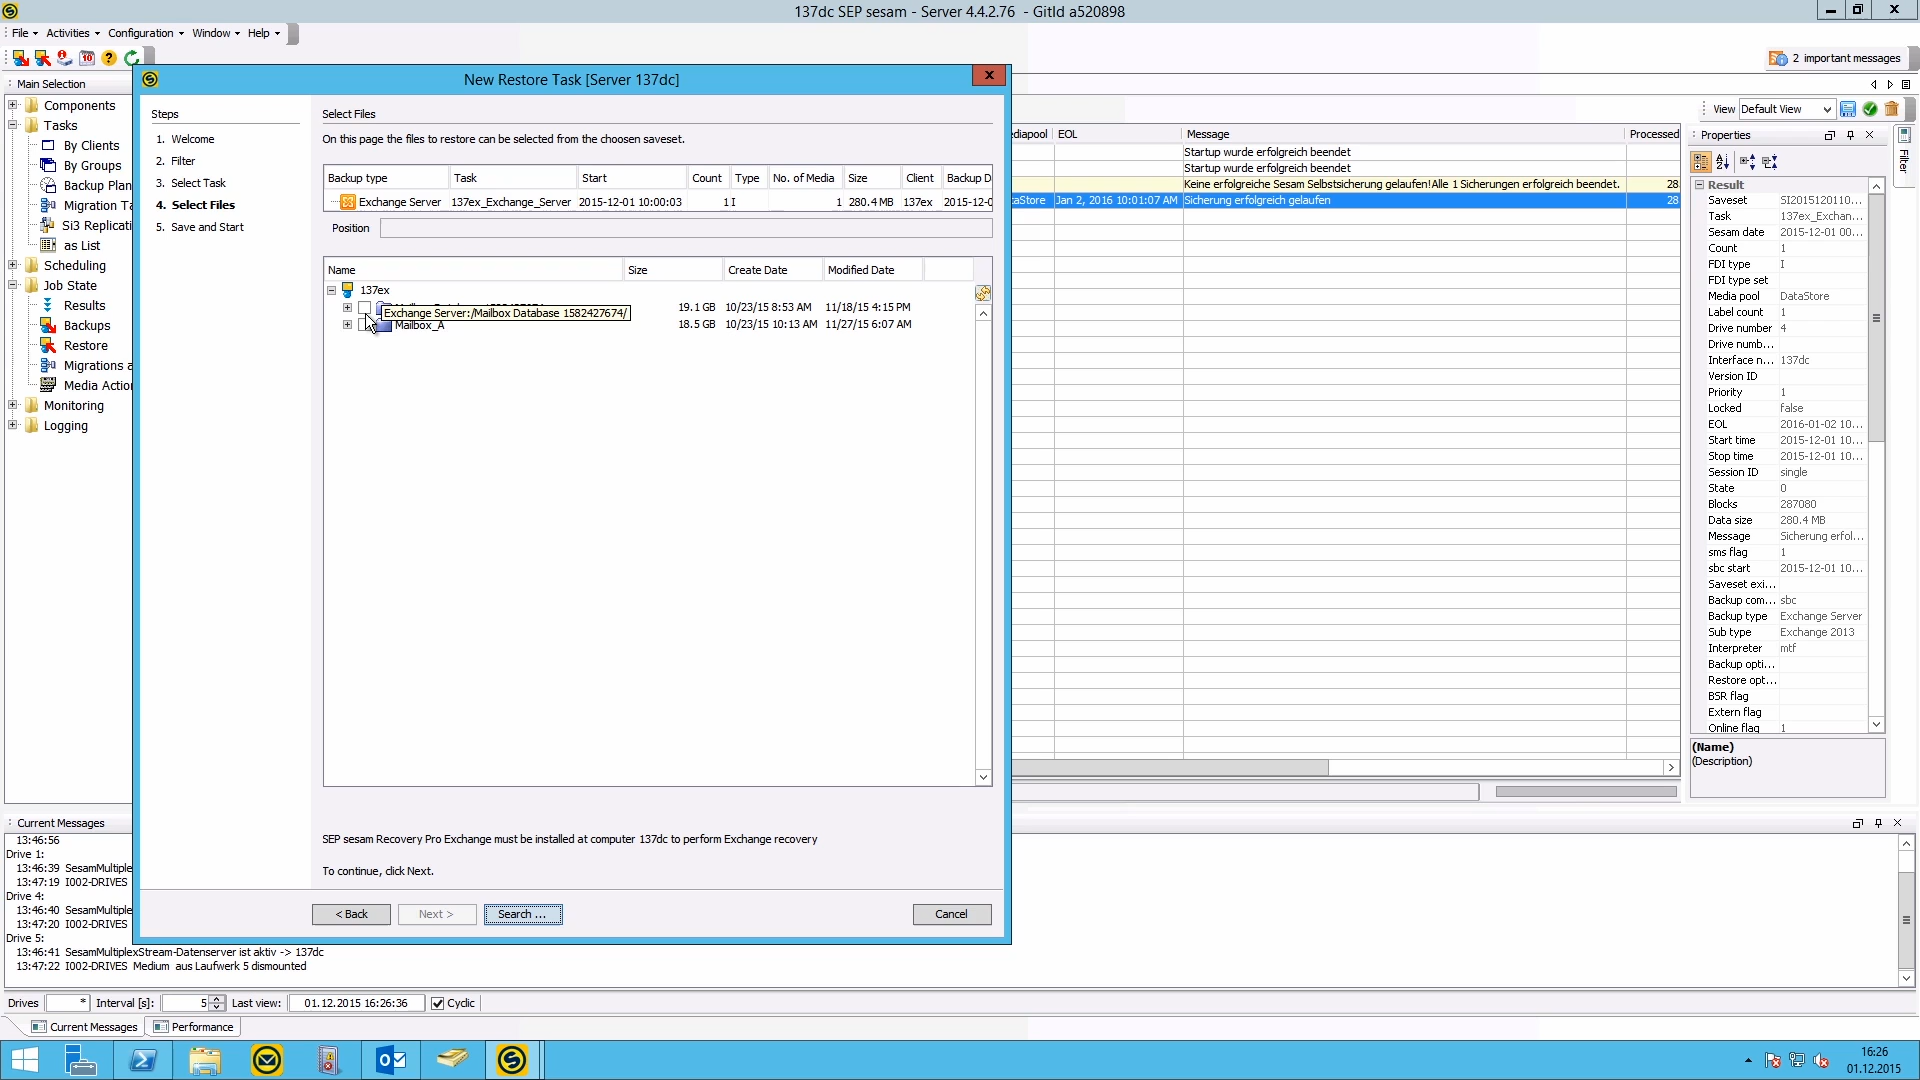 137dc SEP sesam - Server 4.4.2.76 - GitId a520898
File Activities Configuration Window Help
2 important messages
Main Selection
Components
Tasks
By Clients
By Groups
Backup Plan
Migration Ta
Si3 Replicati
as List
Scheduling
Job State
Results
Backups
Restore
Migrations a
Media Action
Monitoring
Logging
New Restore Task [Server 137dc]
Steps
1. Welcome
2. Filter
3. Select Task
4. Select Files
5. Save and Start
Select Files
On this page the files to restore can be selected from the choosen saveset.
Backup type Task Start Count Type No. of Media Size Client Backup D
Exchange Server 137ex_Exchange_Server 2015-12-01 10:00:03 1 I 1 280.4 MB 137ex 2015-12-0
Position
Name Size Create Date Modified Date
137ex
19.1 GB 10/23/15 8:53 AM 11/18/15 4:15 PM
Exchange Server:/Mailbox Database 1582427674/
Mailbox_A 18.5 GB 10/23/15 10:13 AM 11/27/15 6:07 AM
SEP sesam Recovery Pro Exchange must be installed at computer 137dc to perform Exchange recovery
To continue, click Next.
< Back Next > Search ... Cancel
View Default View
diapool EOL Message Processed
Startup wurde erfolgreich beendet
Startup wurde erfolgreich beendet
Keine erfolgreiche Sesam Selbstsicherung gelaufen!Alle 1 Sicherungen erfolgreich beendet. 28
taStore Jan 2, 2016 10:01:07 AM Sicherung erfolgreich gelaufen 28
Properties
Filter
Result
Saveset SI2015120110...
Task 137ex_Exchan...
Sesam date 2015-12-01 00...
Count 1
FDI type I
FDI type set
Media pool DataStore
Label count 1
Drive number 4
Drive numb...
Interface n... 137dc
Version ID
Priority 1
Locked false
EOL 2016-01-02 10...
Start time 2015-12-01 10...
Stop time 2015-12-01 10...
Session ID single
State 0
Blocks 287080
Data size 280.4 MB
Message Sicherung erfol...
sms flag 1
sbc start 2015-12-01 10...
Saveset exi...
Backup com... sbc
Backup type Exchange Server
Sub type Exchange 2013
Interpreter mtf
Backup opti...
Restore opt...
BSR flag
Extern flag
Online flag 1
(Name)
(Description)
Current Messages
13:46:56
Drive 1:
13:46:39 SesamMultiple
13:47:19 I002-DRIVES
Drive 4:
13:46:40 SesamMultiple
13:47:20 I002-DRIVES
Drive 5:
13:46:41 SesamMultiplexStream-Datenserver ist aktiv -> 137dc
13:47:22 I002-DRIVES Medium aus Laufwerk 5 dismounted
Drives * Interval [s]: 5 Last view: 01.12.2015 16:26:36 Cyclic
Current Messages Performance
16:26
01.12.2015